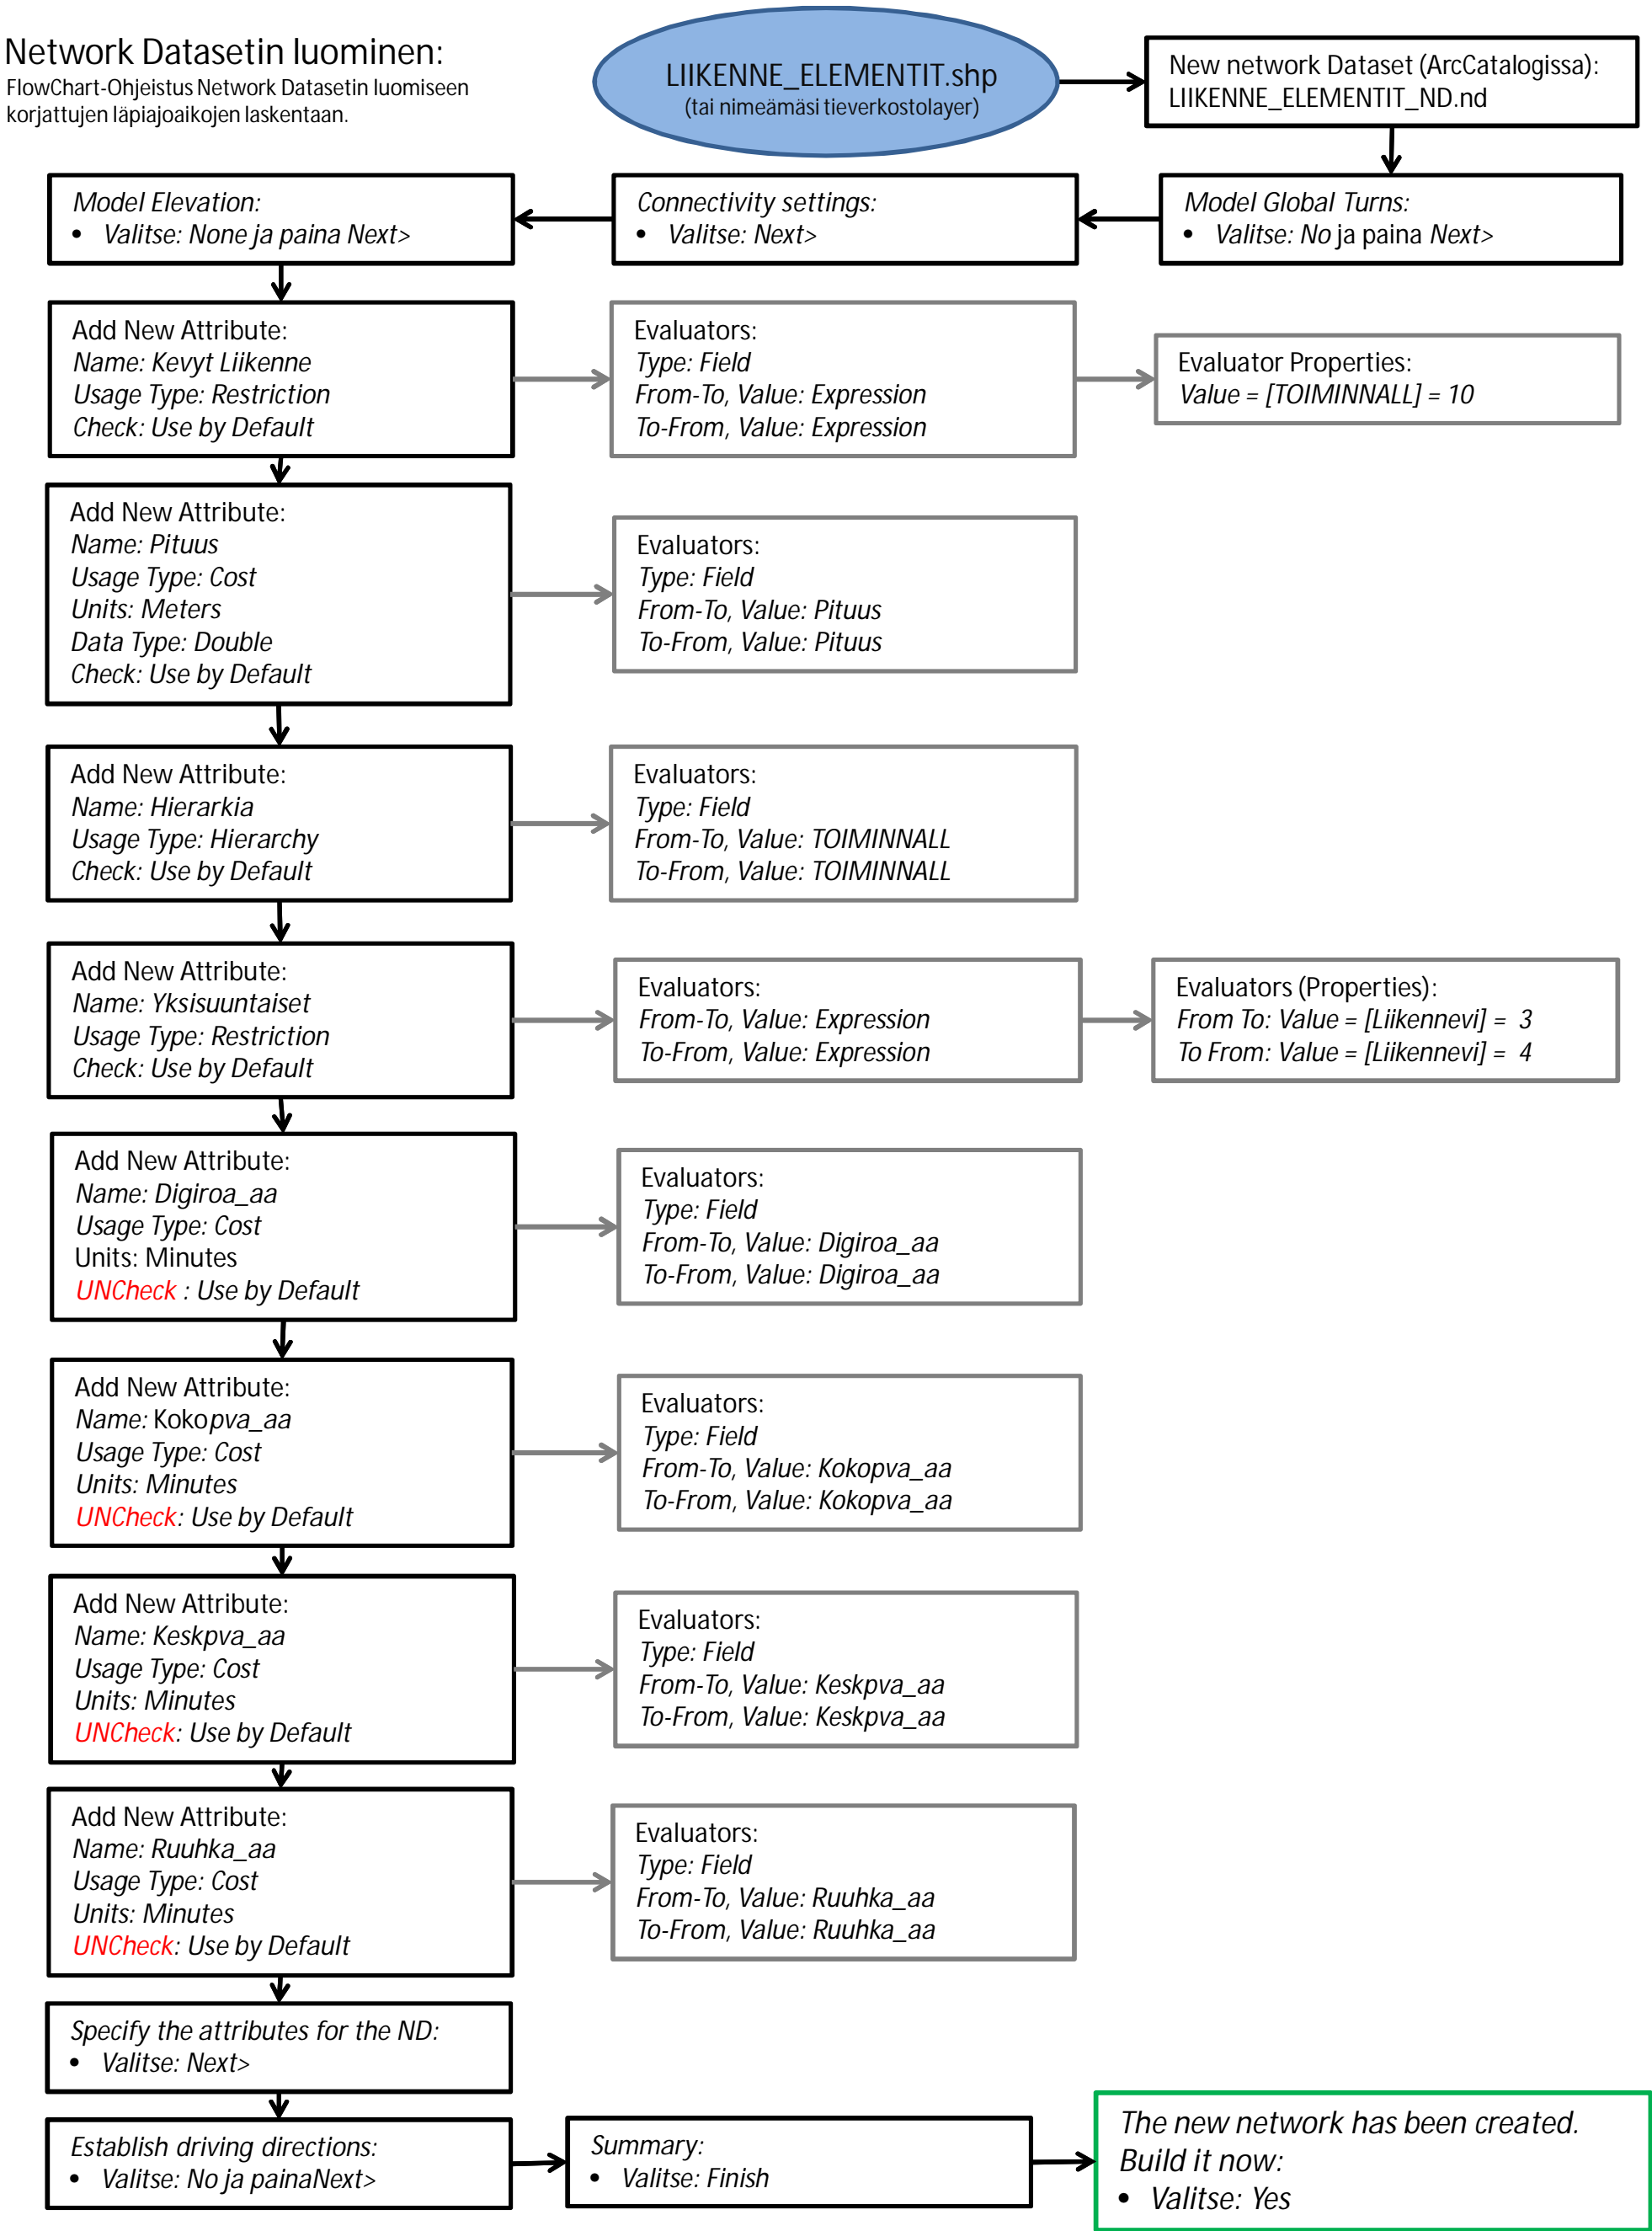 Network Datasetin luominen:
FlowChart-Ohjeistus Network Datasetin luomiseen
korjattujen läpiajoaikojen laskentaan.
LIIKENNE_ELEMENTIT.shp
(tai nimeämäsi tieverkostolayer)
New network Dataset (ArcCatalogissa):
LIIKENNE_ELEMENTIT_ND.nd
Model Global Turns:
• Valitse: No ja paina Next>
Connectivity settings:
• Valitse: Next>
Model Elevation:
• Valitse: None ja paina Next>
Add New Attribute:
Name: Kevyt Liikenne
Usage Type: Restriction
Check: Use by Default
Evaluators:
Type: Field
From-To, Value: Expression
To-From, Value: Expression
Evaluator Properties:
Value = [TOIMINNALL] = 10
Add New Attribute:
Name: Pituus
Usage Type: Cost
Units: Meters
Data Type: Double
Check: Use by Default
Evaluators:
Type: Field
From-To, Value: Pituus
To-From, Value: Pituus
Add New Attribute:
Name: Hierarkia
Usage Type: Hierarchy
Check: Use by Default
Evaluators:
Type: Field
From-To, Value: TOIMINNALL
To-From, Value: TOIMINNALL
Add New Attribute:
Name: Yksisuuntaiset
Usage Type: Restriction
Check: Use by Default
Evaluators:
From-To, Value: Expression
To-From, Value: Expression
Evaluators (Properties):
From To: Value = [Liikennevi] = 3
To From: Value = [Liikennevi] = 4
Add New Attribute:
Name: Digiroa_aa
Usage Type: Cost
Units: Minutes
UNCheck : Use by Default
Evaluators:
Type: Field
From-To, Value: Digiroa_aa
To-From, Value: Digiroa_aa
Add New Attribute:
Name: Kokopva_aa
Usage Type: Cost
Units: Minutes
UNCheck: Use by Default
Evaluators:
Type: Field
From-To, Value: Kokopva_aa
To-From, Value: Kokopva_aa
Add New Attribute:
Name: Keskpva_aa
Usage Type: Cost
Units: Minutes
UNCheck: Use by Default
Evaluators:
Type: Field
From-To, Value: Keskpva_aa
To-From, Value: Keskpva_aa
Add New Attribute:
Name: Ruuhka_aa
Usage Type: Cost
Units: Minutes
UNCheck: Use by Default
Evaluators:
Type: Field
From-To, Value: Ruuhka_aa
To-From, Value: Ruuhka_aa
Specify the attributes for the ND:
• Valitse: Next>
Establish driving directions:
• Valitse: No ja painaNext>
Summary:
• Valitse: Finish
The new network has been created.
Build it now:
• Valitse: Yes